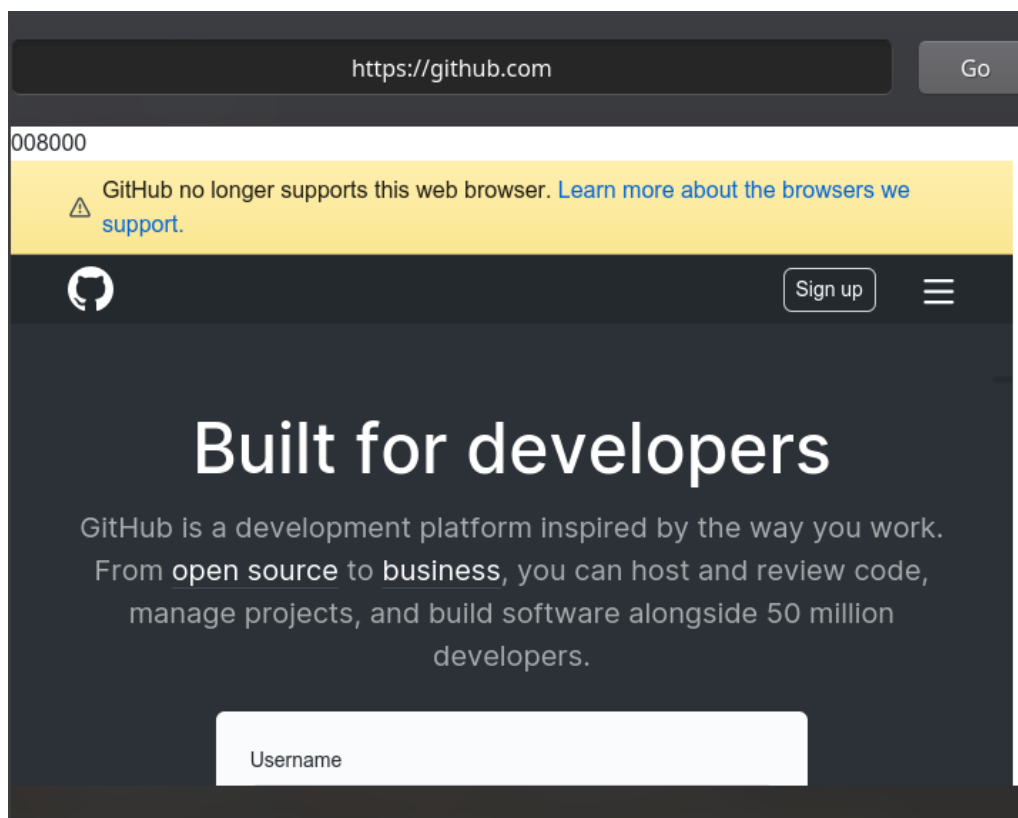 https://github.com
Go
008000
GitHub no longer supports this web browser. Learn more about the browsers we
support.
Sign up
Built for developers
GitHub is a development platform inspired by the way you work.
From open source to business, you can host and review code,
manage projects, and build software alongside 50 million
developers.
Username